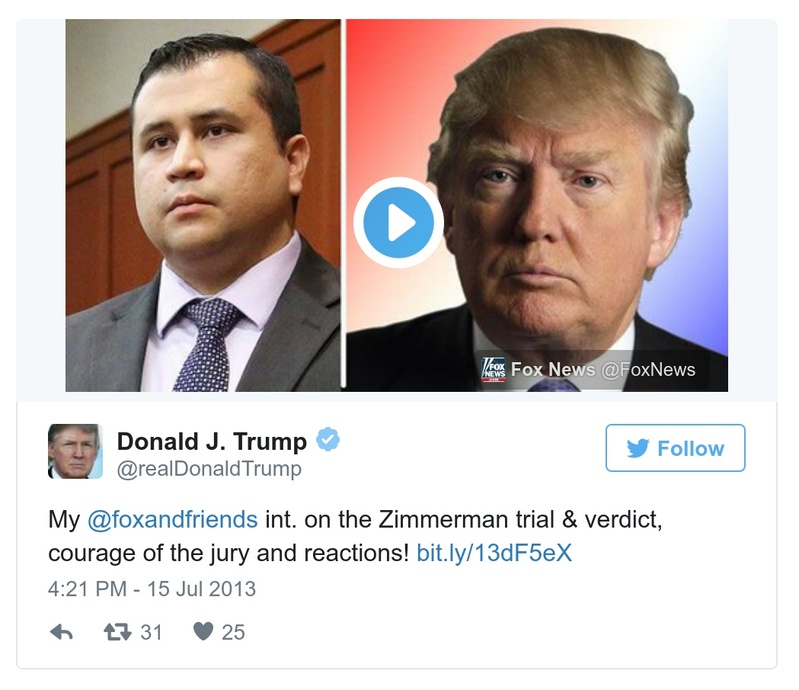 FOX
NEWS
Fox News @FoxNews
Donald J. Trump
@realDonaldTrump
Follow
My @foxandfriends int. on the Zimmerman trial & verdict,
courage of the jury and reactions! bit.ly/13dF5eX
4:21 PM - 15 Jul 2013
31
25